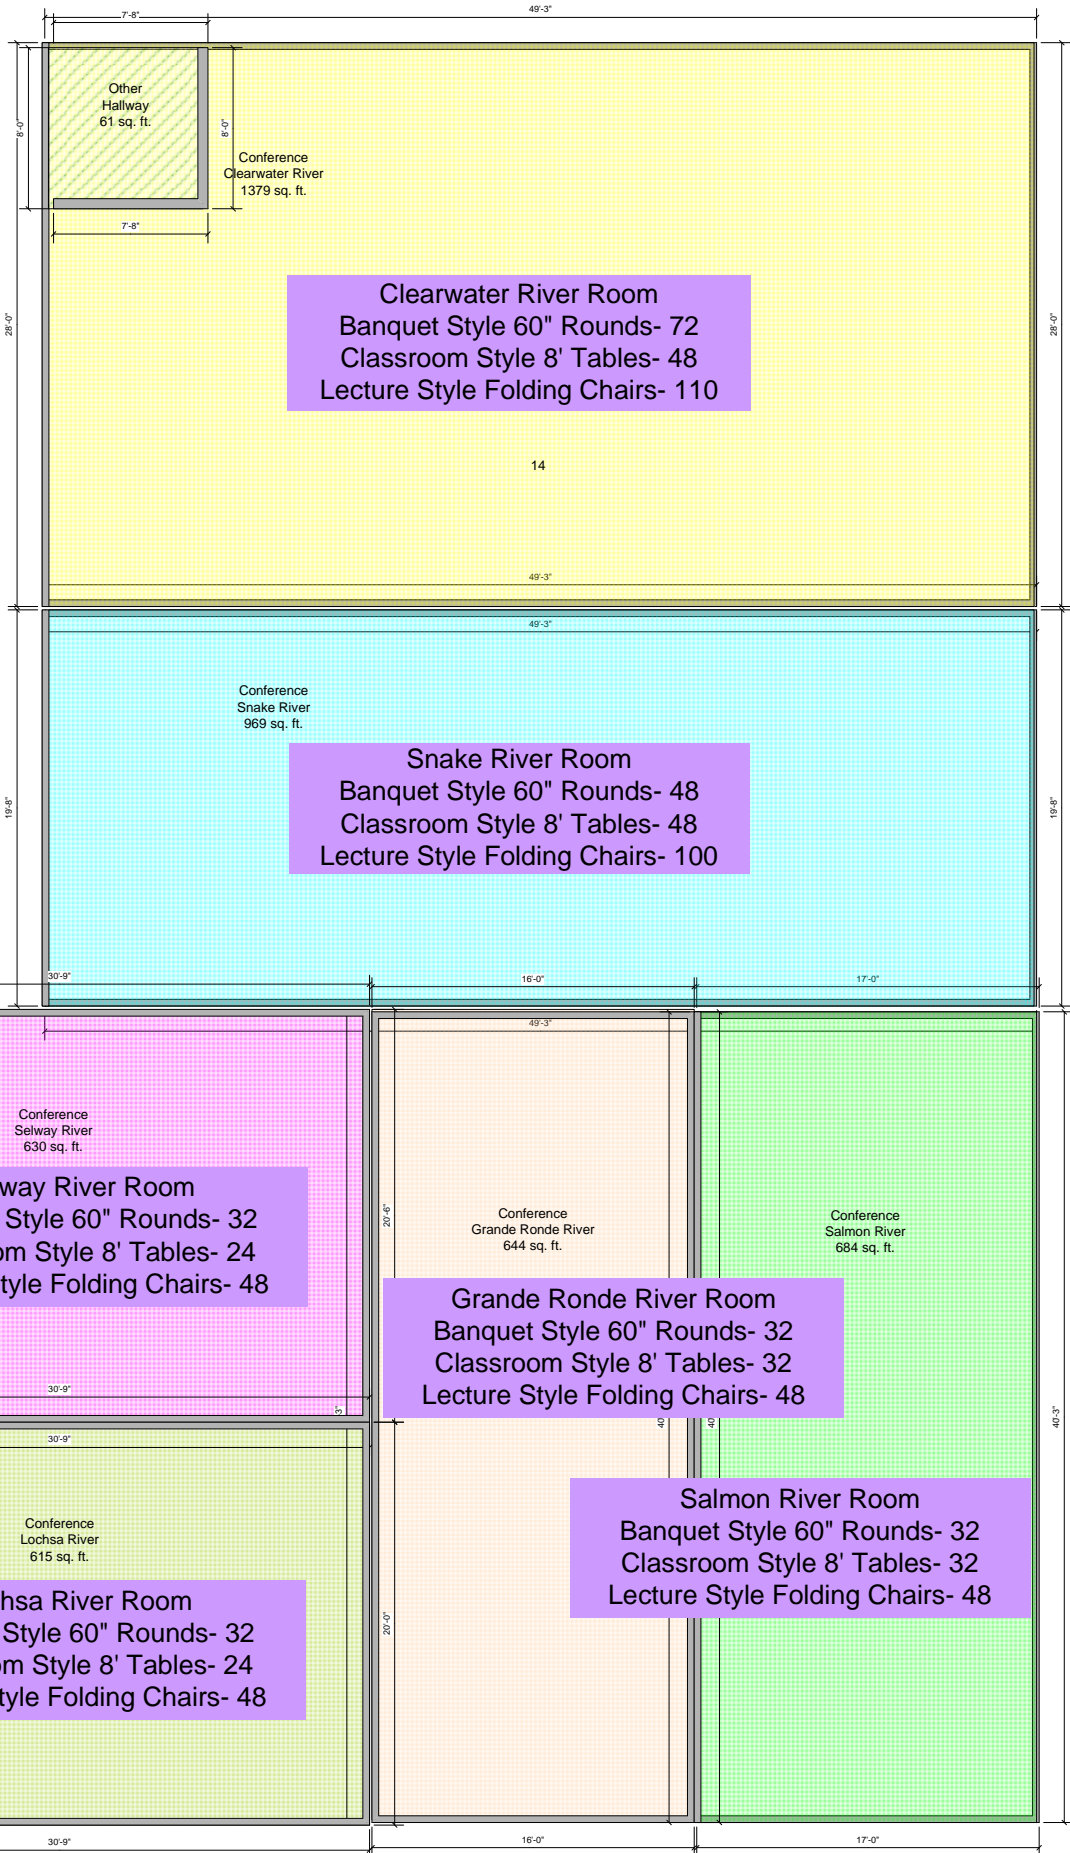 49'-3"
7'-8"
Other
Hallway
61 sq. ft.
8'-0"
8'-0"
Conference
Clearwater River
1379 sq. ft.
7'-8"
28'-0"
28'-0"
Clearwater River Room
Banquet Style 60" Rounds- 72
Classroom Style 8' Tables- 48
Lecture Style Folding Chairs- 110
14
49'-3"
49'-3"
Conference
Snake River
969 sq. ft.
19'-8"
19'-8"
Snake River Room
Banquet Style 60" Rounds- 48
Classroom Style 8' Tables- 48
Lecture Style Folding Chairs- 100
30'-9"
16'-0"
17'-0"
49'-3"
Conference
Selway River
630 sq. ft.
way River Room
Style 60" Rounds- 32
om Style 8' Tables- 24
tyle Folding Chairs- 48
20'-6"
Conference
Grande Ronde River
644 sq. ft.
Conference
Salmon River
684 sq. ft.
Grande Ronde River Room
Banquet Style 60" Rounds- 32
Classroom Style 8' Tables- 32
Lecture Style Folding Chairs- 48
30'-9"
3"
40
40
40'-3"
30'-9"
Conference
Lochsa River
615 sq. ft.
Salmon River Room
Banquet Style 60" Rounds- 32
Classroom Style 8' Tables- 32
Lecture Style Folding Chairs- 48
hsa River Room
Style 60" Rounds- 32
om Style 8' Tables- 24
tyle Folding Chairs- 48
20'-0"
30'-9"
16'-0"
17'-0"